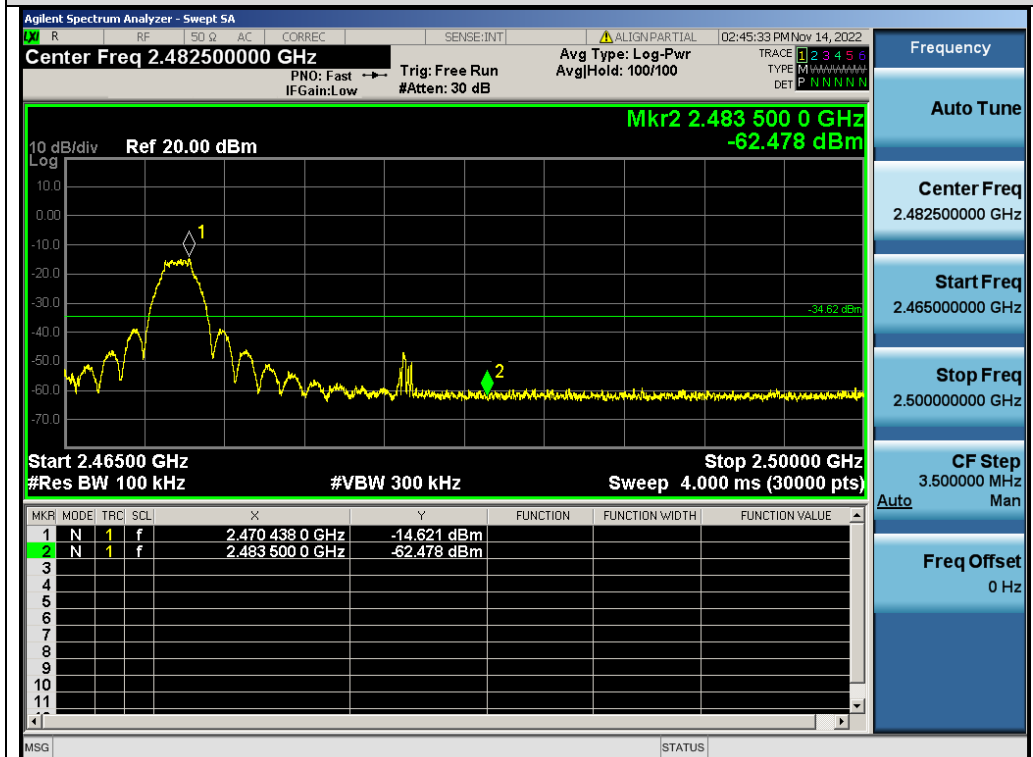 Agilent Spectrum Analyzer - Swept SA
LXI R RF 50 Ω AC CORREC SENSE:INT ALIGN PARTIAL 02:45:33 PM Nov 14, 2022
Center Freq 2.482500000 GHz
PNO: Fast
IFGain:Low
Trig: Free Run
#Atten: 30 dB
Avg Type: Log-Pwr
Avg|Hold: 100/100
TRACE 1 2 3 4 5 6
TYPE M WWWWW
DET P N N N N N
Mkr2 2.483 500 0 GHz
-62.478 dBm
10 dB/div Ref 20.00 dBm
Log
10.0
0.00
-10.0
-20.0
-30.0
-40.0
-50.0
-60.0
-70.0
1
-34.62 dBm
2
Start 2.46500 GHz Stop 2.50000 GHz
#Res BW 100 kHz #VBW 300 kHz Sweep 4.000 ms (30000 pts)
MKR MODE TRC SCL X Y FUNCTION FUNCTION WIDTH FUNCTION VALUE
1 N 1 f 2.470 438 0 GHz -14.621 dBm
2 N 1 f 2.483 500 0 GHz -62.478 dBm
3
4
5
6
7
8
9
10
11
MSG STATUS
Frequency
Auto Tune
Center Freq
2.482500000 GHz
Start Freq
2.465000000 GHz
Stop Freq
2.500000000 GHz
CF Step
3.500000 MHz
Auto Man
Freq Offset
0 Hz